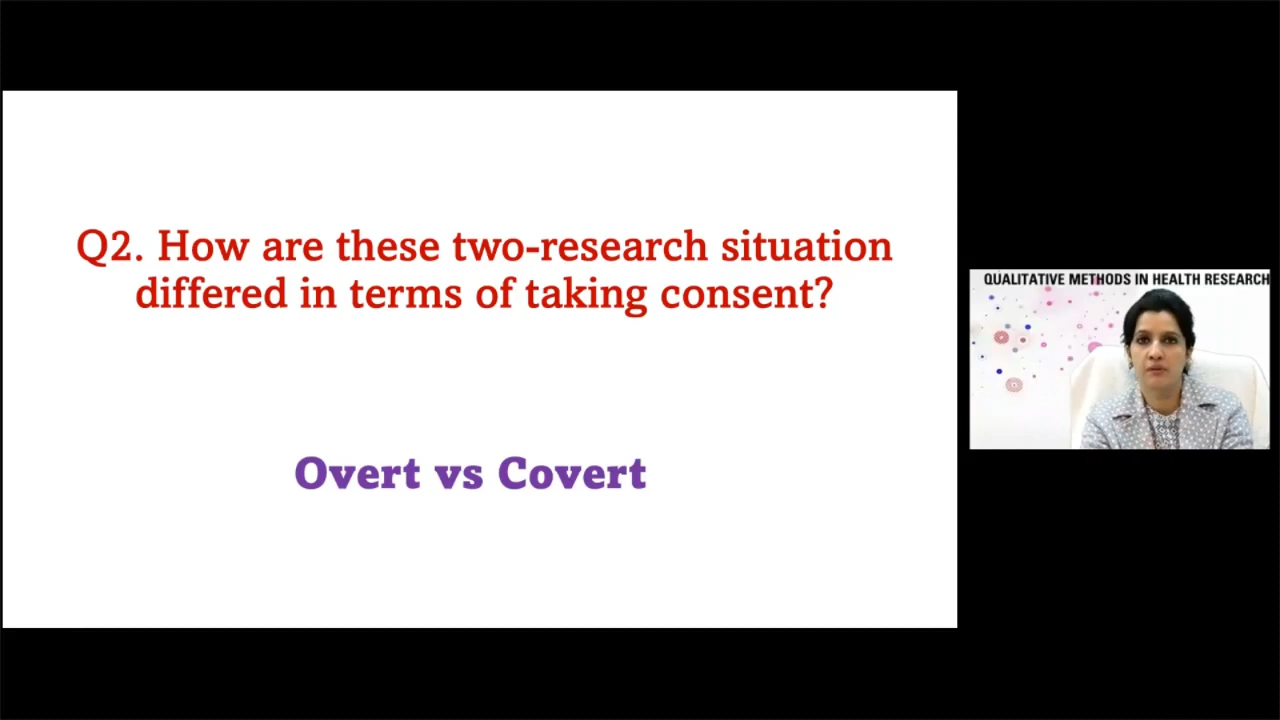 Q2. How are these two-research situation
differed in terms of taking consent?
Overt vs Covert
QUALITATIVE METHODS IN HEALTH RESEARCH